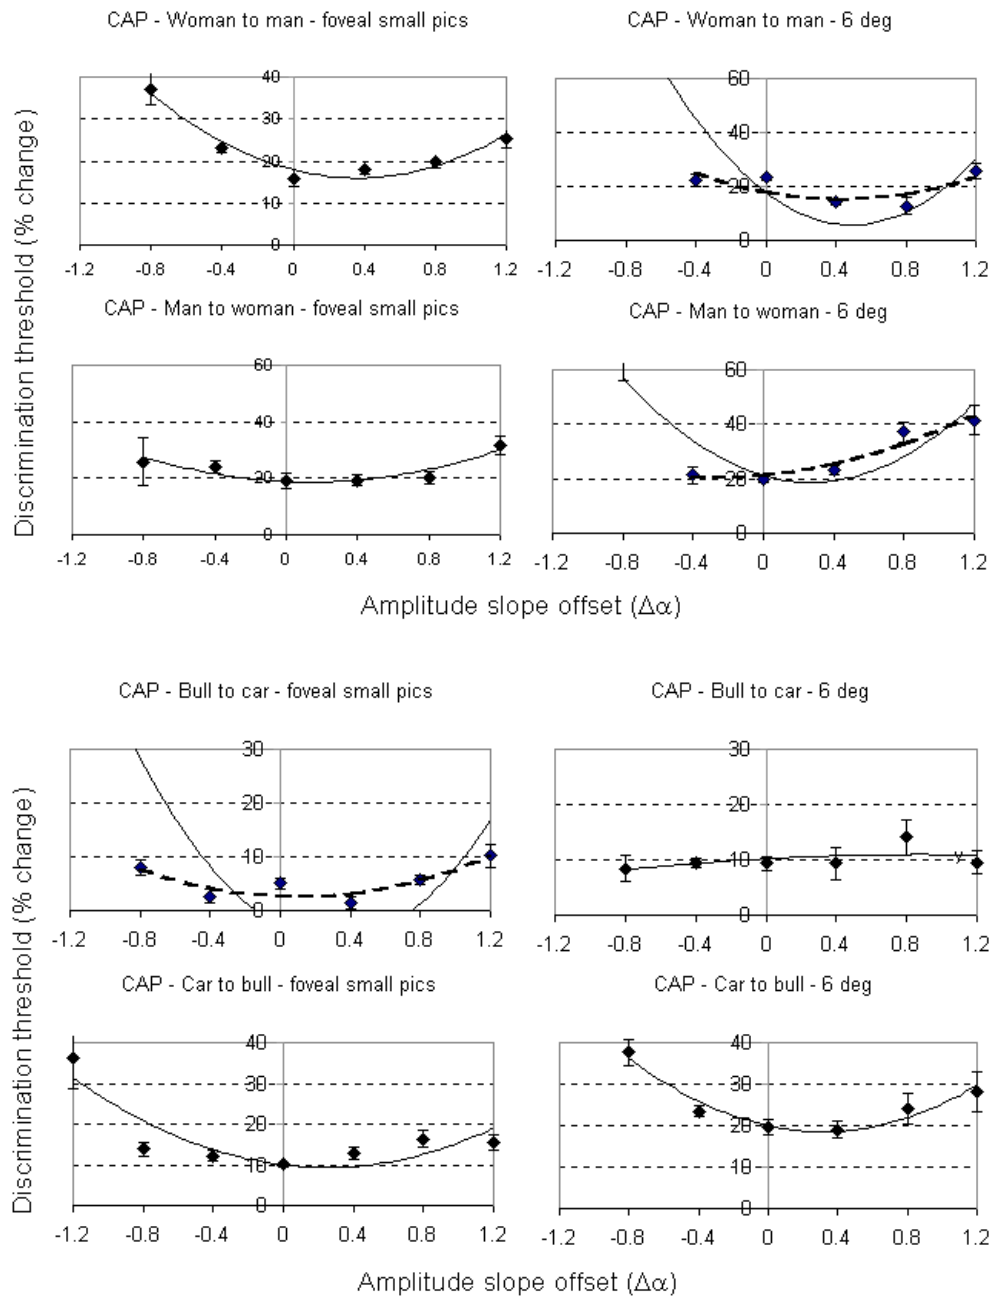 CAP - Woman to man - foveal small pics
CAP - Woman to man - 6 deg
Discrimination threshold (% change)
40
30
20
10
0
-1.2 -0.8 -0.4 0 0.4 0.8 1.2
60
40
20
0
-1.2 -0.8 -0.4 0 0.4 0.8 1.2
CAP - Man to woman - foveal small pics
CAP - Man to woman - 6 deg
60
40
20
0
-1.2 -0.8 -0.4 0 0.4 0.8 1.2
60
40
20
0
-1.2 -0.8 -0.4 0 0.4 0.8 1.2
Amplitude slope offset (Δα)
CAP - Bull to car - foveal small pics
CAP - Bull to car - 6 deg
Discrimination threshold (% change)
30
20
10
0
-1.2 -0.8 -0.4 0 0.4 0.8 1.2
30
20
10
0
-1.2 -0.8 -0.4 0 0.4 0.8 1.2
y
CAP - Car to bull - foveal small pics
CAP - Car to bull - 6 deg
40
30
20
10
0
-1.2 -0.8 -0.4 0 0.4 0.8 1.2
40
30
20
10
0
-1.2 -0.8 -0.4 0 0.4 0.8 1.2
Amplitude slope offset (Δα)